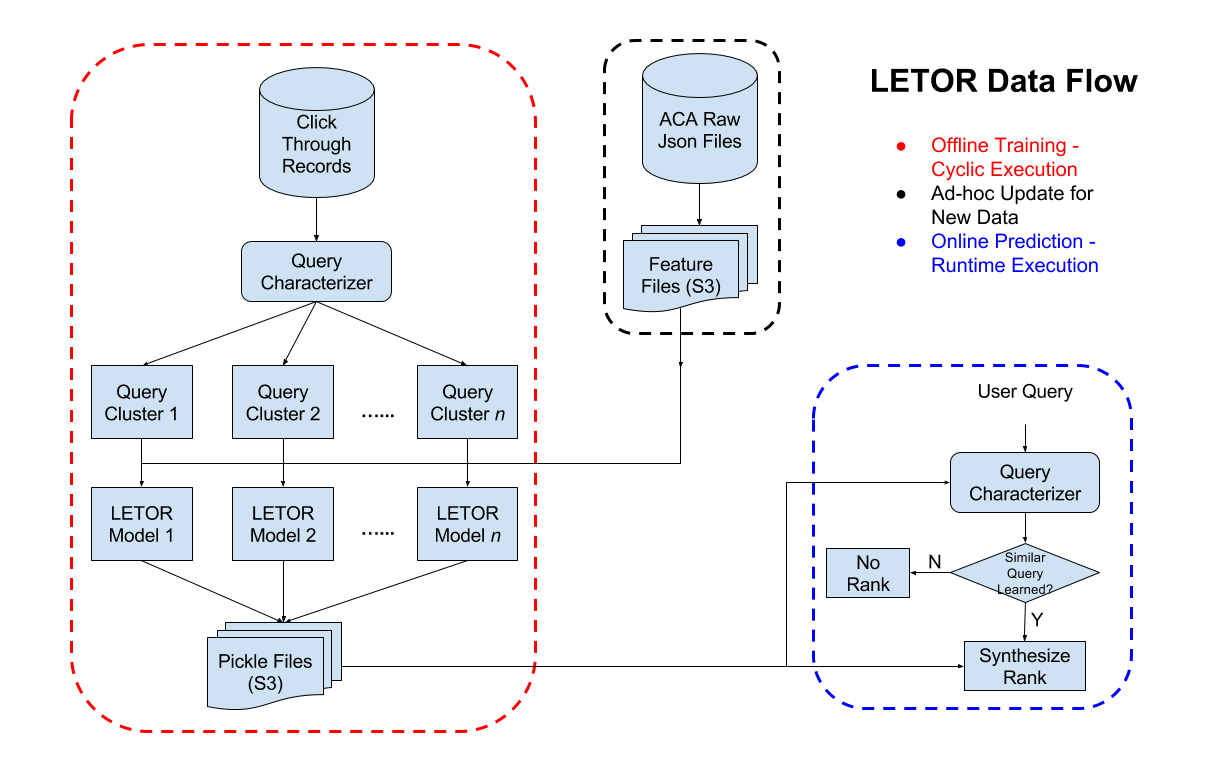 LETOR Data Flow
● Offline Training -
Cyclic Execution
● Ad-hoc Update for
New Data
● Online Prediction -
Runtime Execution
Click
Through
Records
Query
Characterizer
Query
Cluster 1
Query
Cluster 2
......
Query
Cluster n
LETOR
Model 1
LETOR
Model 2
......
LETOR
Model n
Pickle Files
(S3)
ACA Raw
Json Files
Feature
Files (S3)
User Query
Query
Characterizer
Similar
Query
Learned?
N
No
Rank
Y
Synthesize
Rank